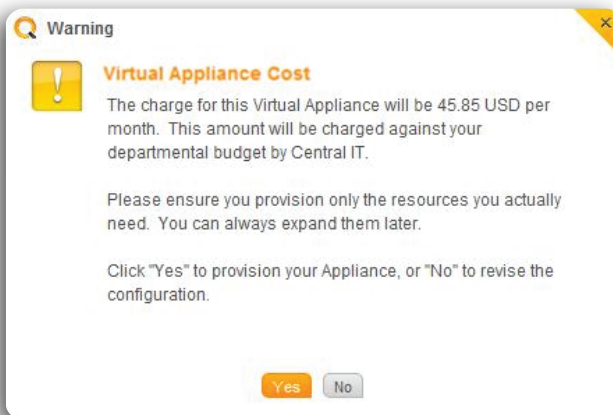 Warning
×
Virtual Appliance Cost
The charge for this Virtual Appliance will be 45.85 USD per
month. This amount will be charged against your
departmental budget by Central IT.
Please ensure you provision only the resources you actually
need. You can always expand them later.
Click "Yes" to provision your Appliance, or "No" to revise the
configuration.
Yes
No